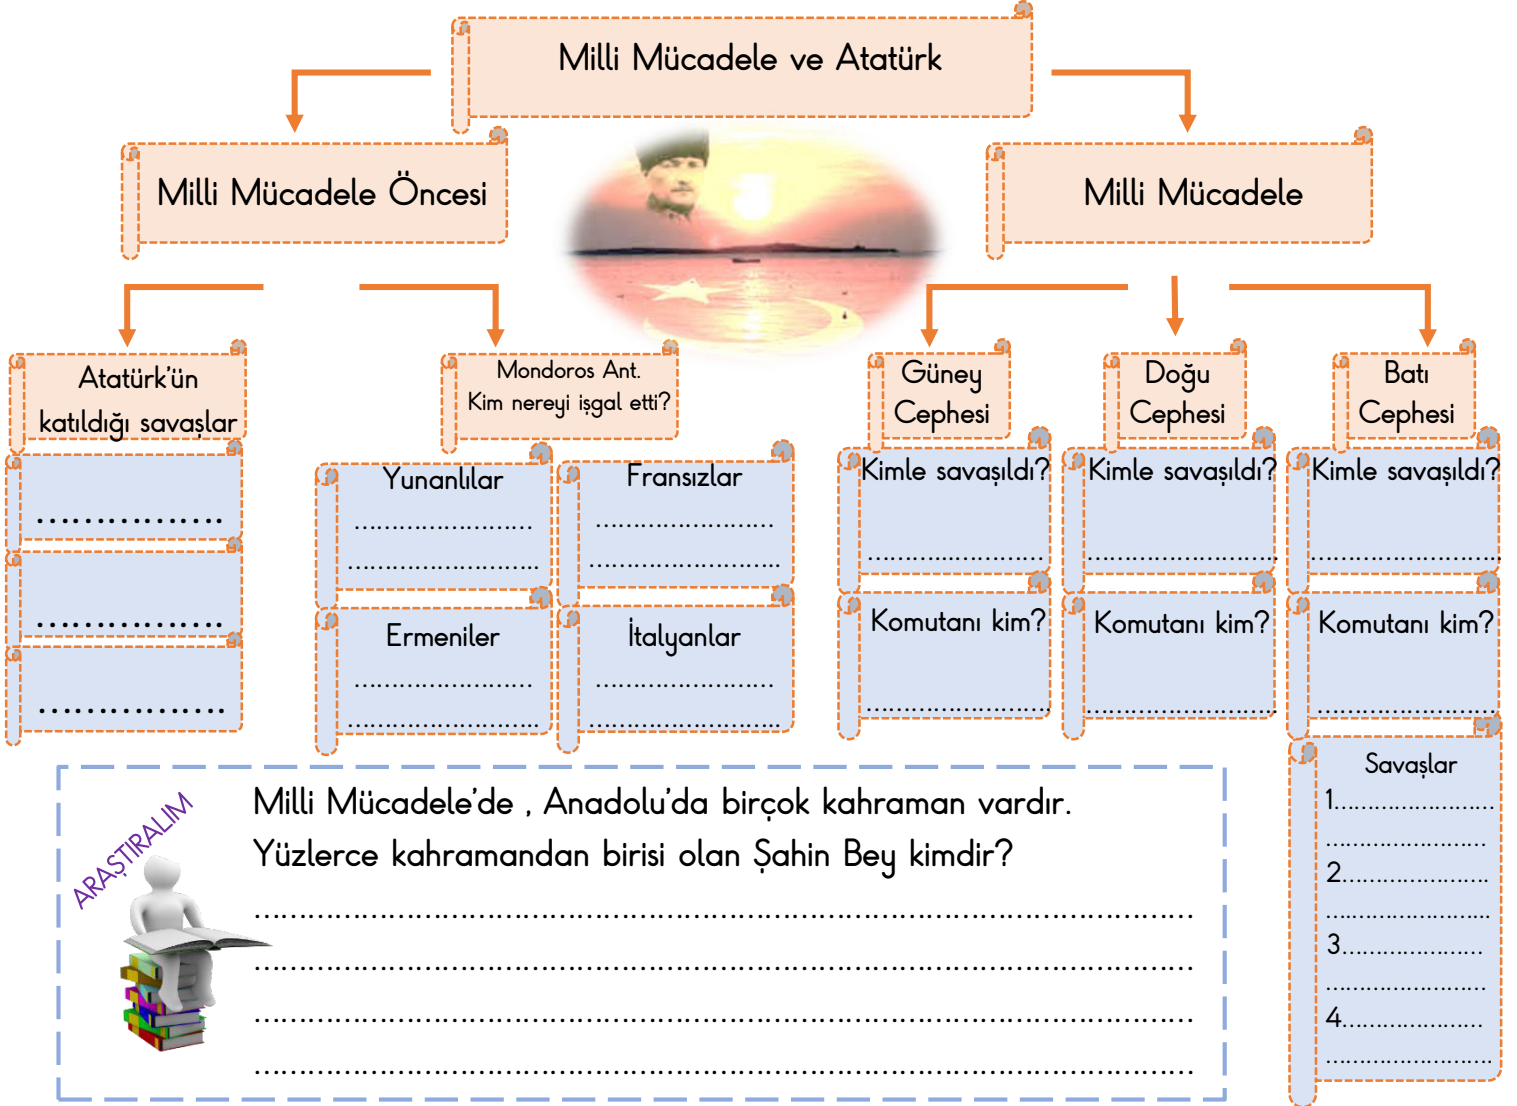 Milli Mücadele ve Atatürk
Milli Mücadele Öncesi
Milli Mücadele
Atatürk'ün
katıldığı savaşlar
……………..
……………..
……………..
Mondoros Ant.
Kim nereyi işgal etti?
Yunanlılar
……………………
……………………..
Fransızlar
……………………
……………………..
Ermeniler
……………………
……………………..
İtalyanlar
……………………
……………………..
Güney
Cephesi
Kimle savaşıldı?
……………………
Komutanı kim?
……………………
Doğu
Cephesi
Kimle savaşıldı?
……………………
Komutanı kim?
……………………
Batı
Cephesi
Kimle savaşıldı?
……………………
Komutanı kim?
……………………
Savaşlar
1……………………
……………………
2…………………
……………………
3…………………
……………………
4…………………
……………………
ARAŞTIRALIM
Milli Mücadele'de , Anadolu'da birçok kahraman vardır.
Yüzlerce kahramandan birisi olan Şahin Bey kimdir?
………………………………………………………………………………
………………………………………………………………………………
………………………………………………………………………………
………………………………………………………………………………